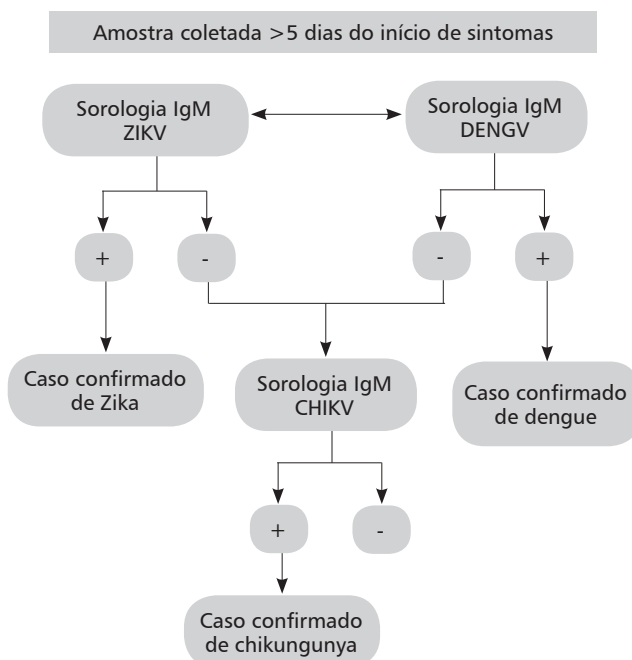 Amostra coletada >5 dias do início de sintomas
Sorologia IgM
ZIKV
Sorologia IgM
DENGV
+
-
-
+
Caso confirmado
de Zika
Sorologia IgM
CHIKV
Caso confirmado
de dengue
+
-
Caso confirmado
de chikungunya